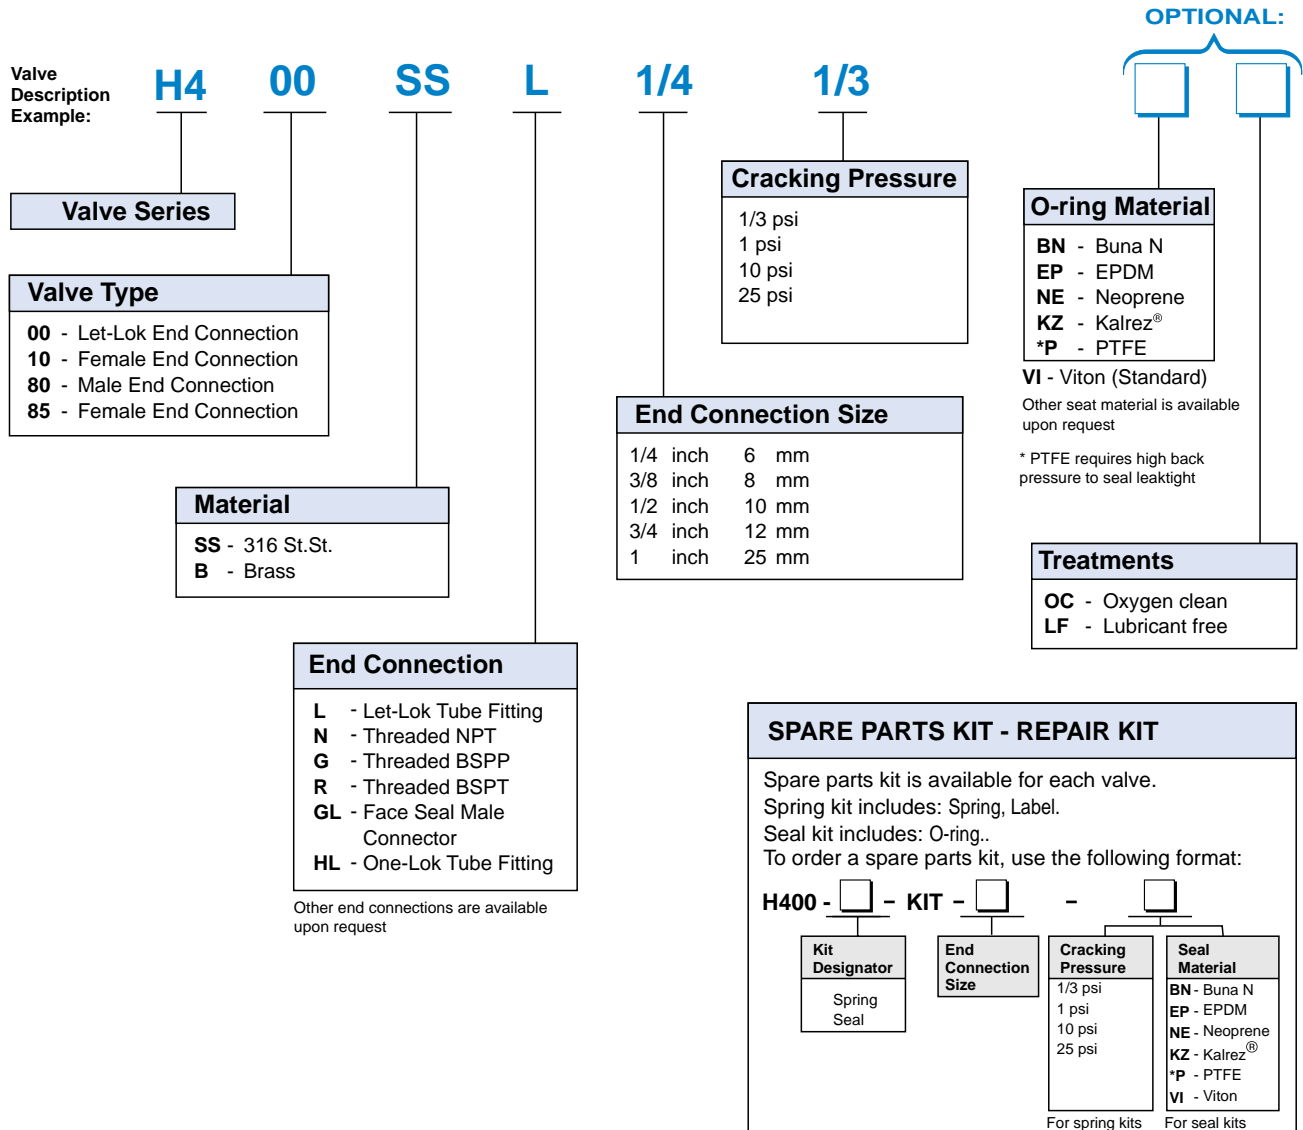 OPTIONAL:
Valve
Description
Example:
H4 00 SS L 1/4 1/3
Valve Series
Valve Type
00 - Let-Lok End Connection
10 - Female End Connection
80 - Male End Connection
85 - Female End Connection
Material
SS - 316 St.St.
B - Brass
End Connection
L - Let-Lok Tube Fitting
N - Threaded NPT
G - Threaded BSPP
R - Threaded BSPT
GL - Face Seal Male
Connector
HL - One-Lok Tube Fitting
Other end connections are available
upon request
Cracking Pressure
1/3 psi
1 psi
10 psi
25 psi
End Connection Size
1/4 inch 6 mm
3/8 inch 8 mm
1/2 inch 10 mm
3/4 inch 12 mm
1 inch 25 mm
O-ring Material
BN - Buna N
EP - EPDM
NE - Neoprene
KZ - Kalrez®
*P - PTFE
VI - Viton (Standard)
Other seat material is available
upon request
* PTFE requires high back
pressure to seal leaktight
Treatments
OC - Oxygen clean
LF - Lubricant free
SPARE PARTS KIT - REPAIR KIT
Spare parts kit is available for each valve.
Spring kit includes: Spring, Label.
Seal kit includes: O-ring..
To order a spare parts kit, use the following format:
H400 - – KIT – –
Kit
Designator
Spring
Seal
End
Connection
Size
Cracking
Pressure
1/3 psi
1 psi
10 psi
25 psi
For spring kits
Seal
Material
BN - Buna N
EP - EPDM
NE - Neoprene
KZ - Kalrez®
*P - PTFE
VI - Viton
For seal kits